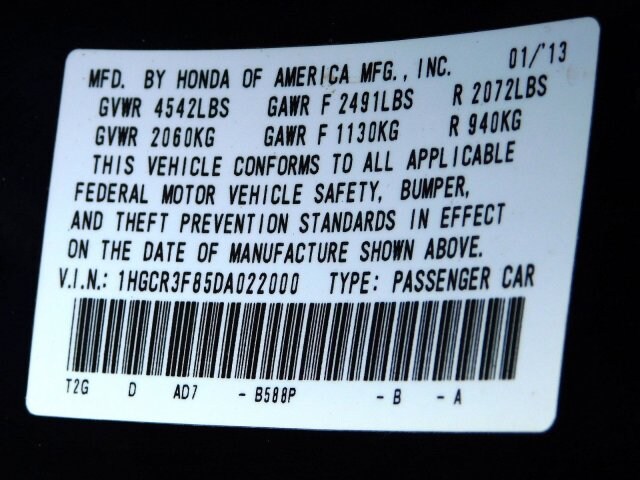 MFD. BY HONDA OF AMERICA MFG., INC. 01/'13
GVWR 4542LBS GAWR F 2491LBS R 2072LBS
GVWR 2060KG GAWR F 1130KG R 940KG
THIS VEHICLE CONFORMS TO ALL APPLICABLE
FEDERAL MOTOR VEHICLE SAFETY, BUMPER,
AND THEFT PREVENTION STANDARDS IN EFFECT
ON THE DATE OF MANUFACTURE SHOWN ABOVE.
V.I.N.: 1HGCR3F85DA022000 TYPE: PASSENGER CAR
T2G D AD7 - B588P - B - A